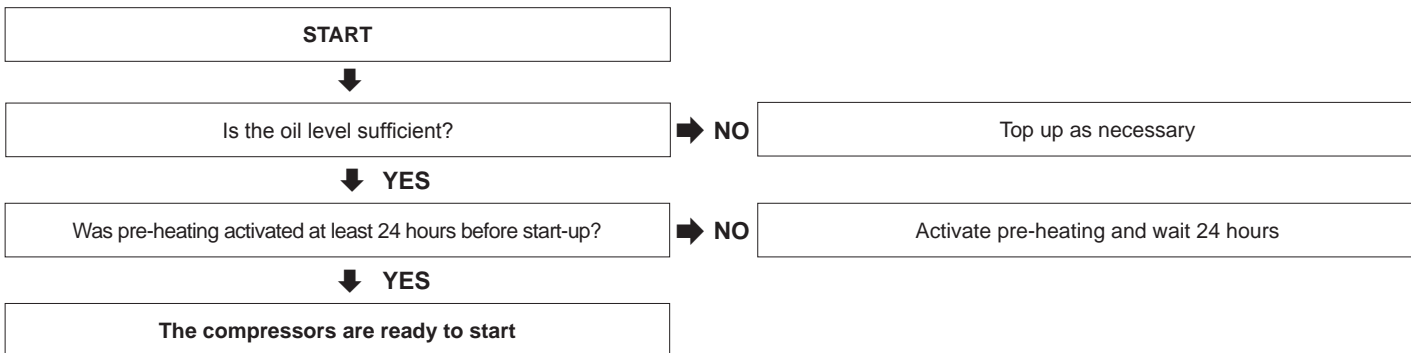 START
Is the oil level sufficient?
NO
Top up as necessary
YES
Was pre-heating activated at least 24 hours before start-up?
NO
Activate pre-heating and wait 24 hours
YES
The compressors are ready to start